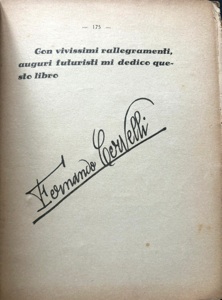 — 175 —
Con vivissimi rallegramenti,
auguri futuristi mi dedico que-
sto libro
Fernando Cervelli